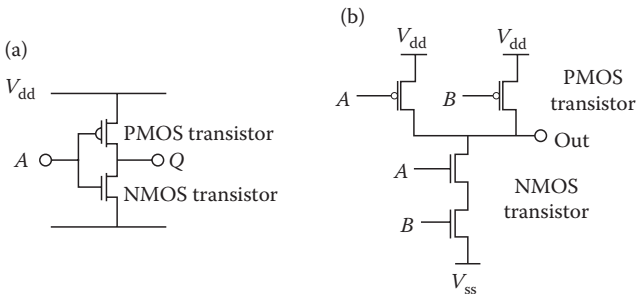 (a)
V_dd
PMOS transistor
A
Q
NMOS transistor
(b)
V_dd
V_dd
A
B
PMOS
transistor
Out
A
NMOS
transistor
B
V_ss